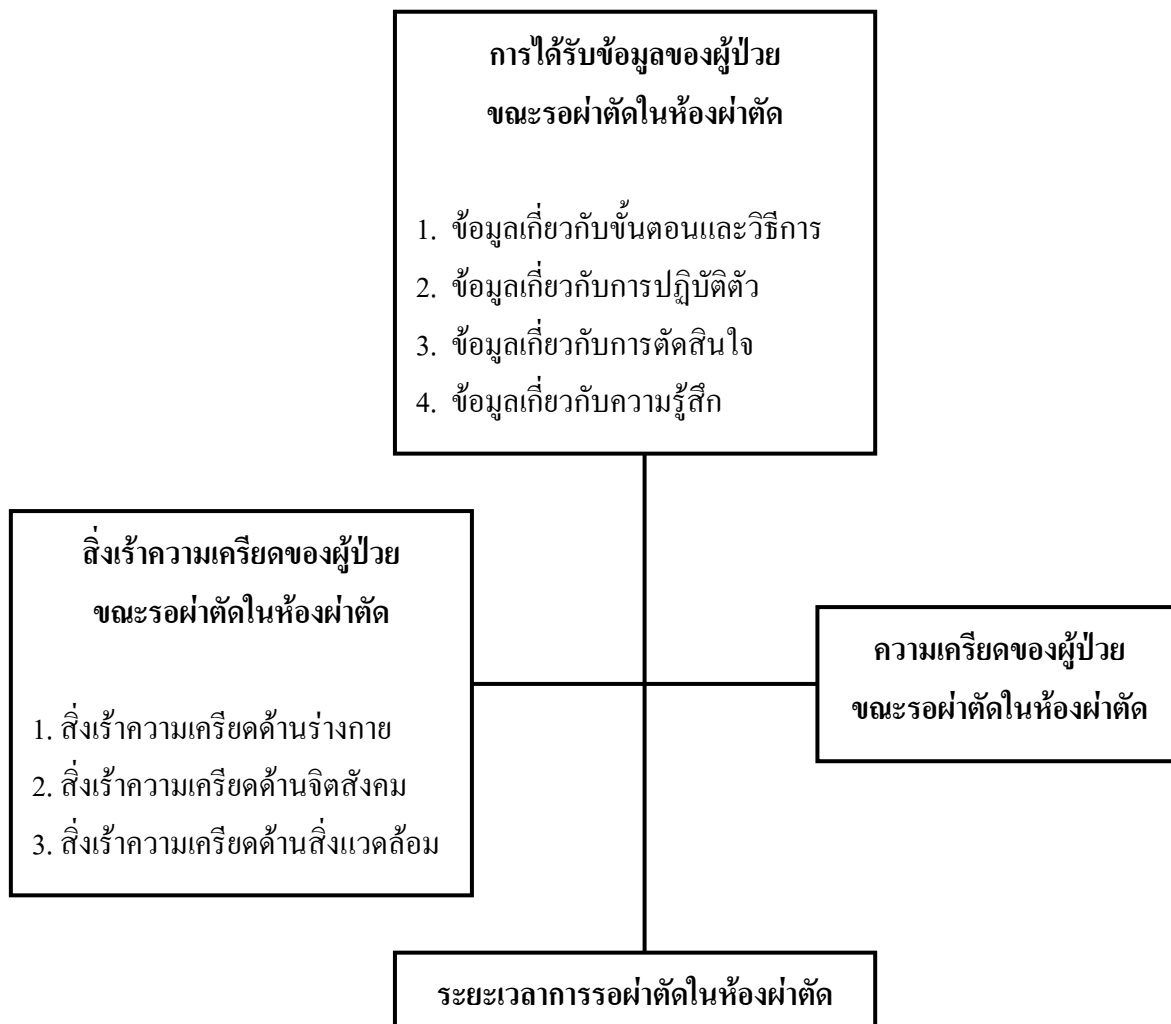 การได้รับข้อมูลของผู้ป่วย
ขณะรอผ่าตัดในห้องผ่าตัด
1. ข้อมูลเกี่ยวกับขั้นตอนและวิธีการ
2. ข้อมูลเกี่ยวกับการปฏิบัติตัว
3. ข้อมูลเกี่ยวกับการตัดสินใจ
4. ข้อมูลเกี่ยวกับความรู้สึก
สิ่งเร้าความเครียดของผู้ป่วย
ขณะรอผ่าตัดในห้องผ่าตัด
1. สิ่งเร้าความเครียดด้านร่างกาย
2. สิ่งเร้าความเครียดด้านจิตสังคม
3. สิ่งเร้าความเครียดด้านสิ่งแวดล้อม
ความเครียดของผู้ป่วย
ขณะรอผ่าตัดในห้องผ่าตัด
ระยะเวลาการรอผ่าตัดในห้องผ่าตัด